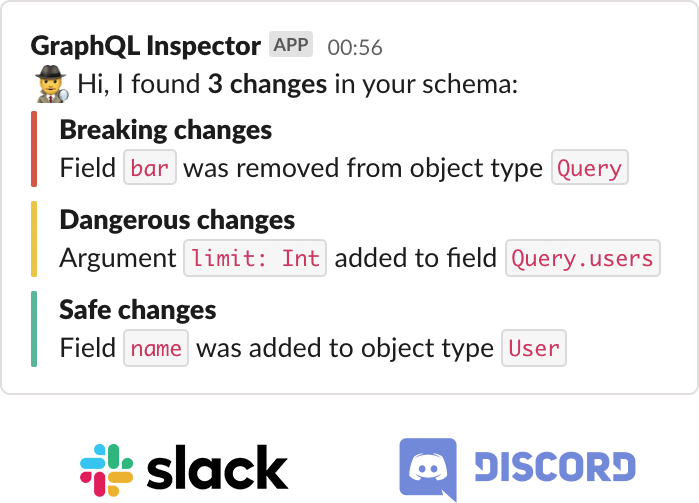 GraphQL Inspector APP 00:56
Hi, I found 3 changes in your schema:
Breaking changes
Field bar was removed from object type Query
Dangerous changes
Argument limit: Int added to field Query.users
Safe changes
Field name was added to object type User
slack DISCORD